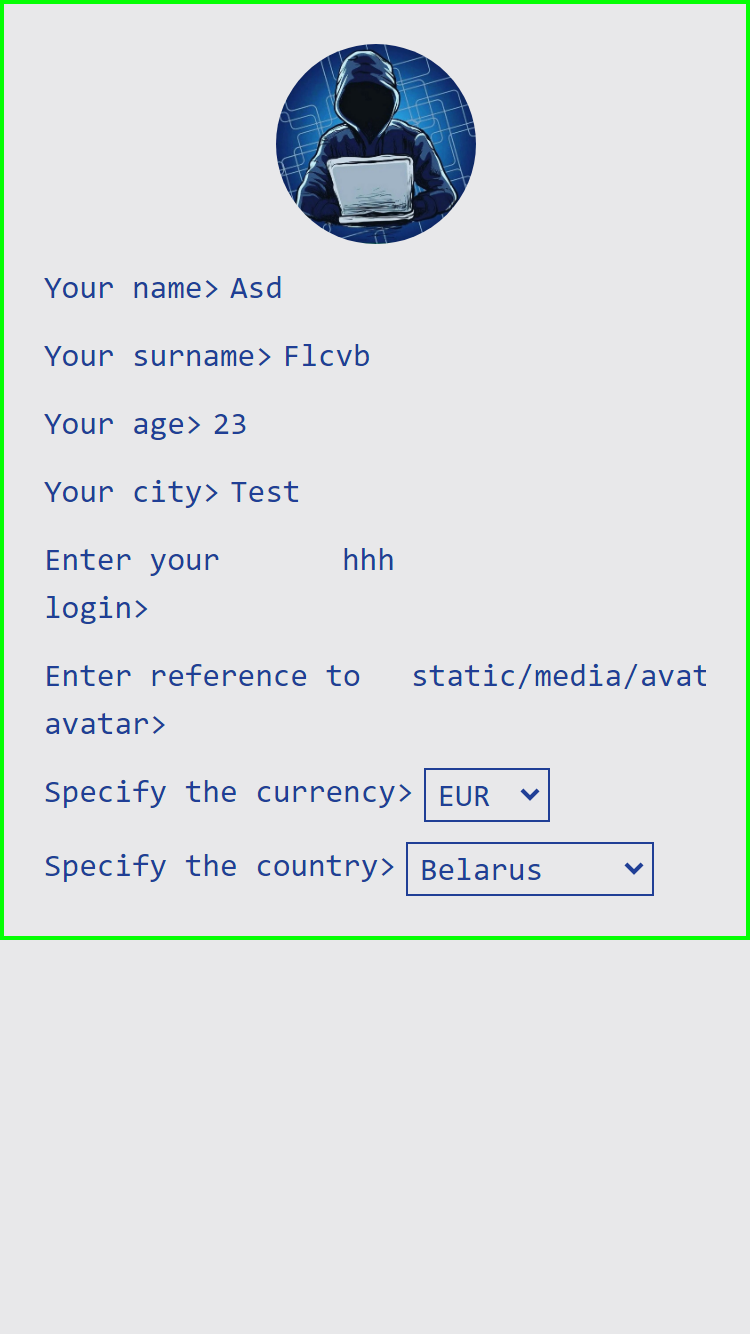 Your name> Asd
Your surname> Flcvb
Your age> 23
Your city> Test
Enter your login> hhh
Enter reference to avatar> static/media/avat
Specify the currency> EUR
Specify the country> Belarus